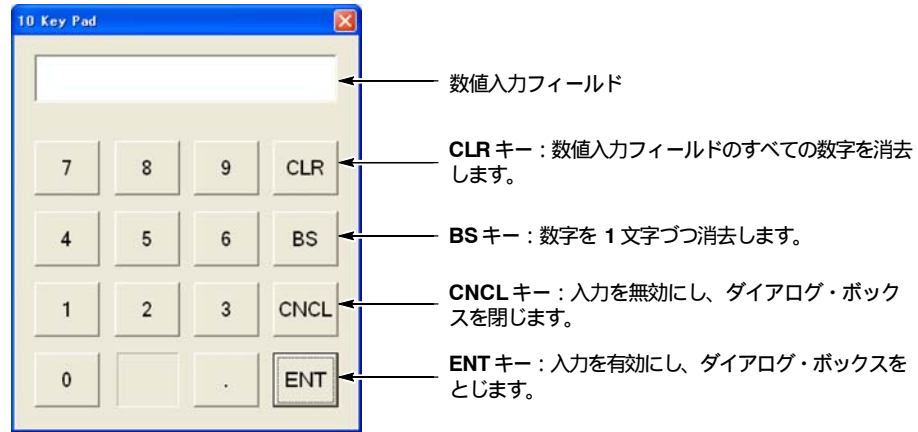 10 Key Pad
数値入力フィールド
7 8 9 CLR
CLR キー：数値入力フィールドのすべての数字を消去
します。
4 5 6 BS
BS キー：数字を 1 文字づつ消去します。
1 2 3 CNCL
CNCL キー：入力を無効にし、ダイアログ・ボック
スを閉じます。
0 . ENT
ENT キー：入力を有効にし、ダイアログ・ボックスを
とじます。